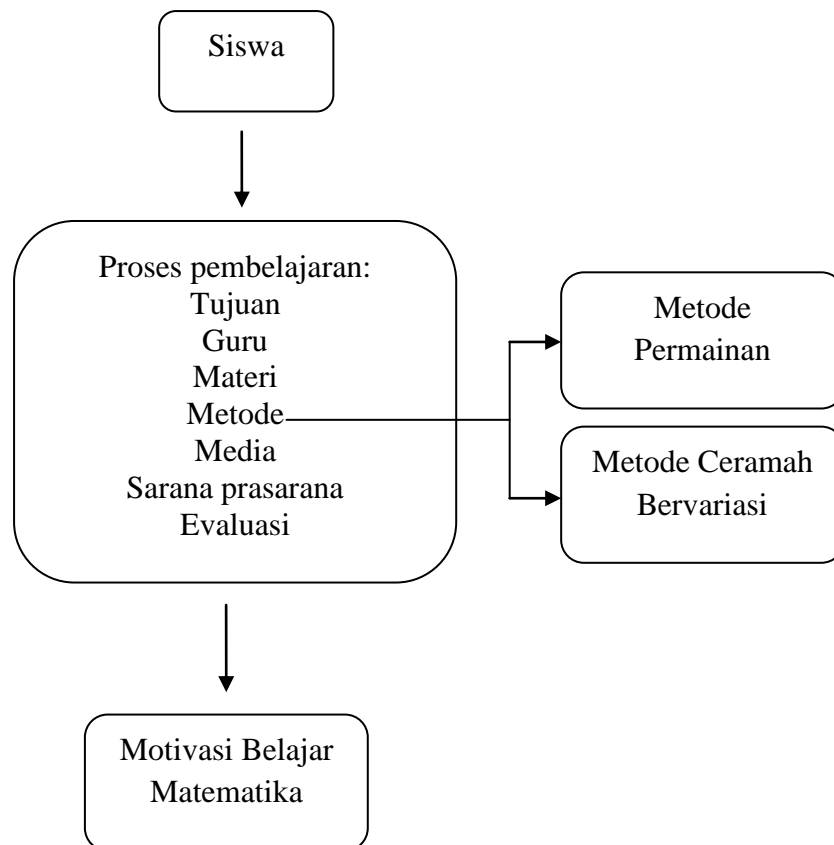 Siswa
Proses pembelajaran:
Tujuan
Guru
Materi
Metode
Media
Sarana prasarana
Evaluasi
Metode
Permainan
Metode Ceramah
Bervariasi
Motivasi Belajar
Matematika